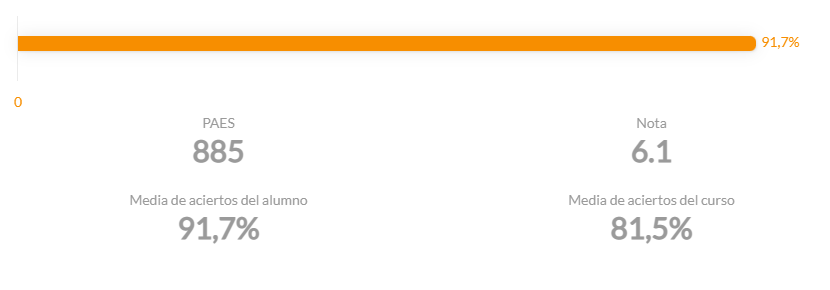 91,7%
0
PAES
885
Nota
6.1
Media de aciertos del alumno
91,7%
Media de aciertos del curso
81,5%